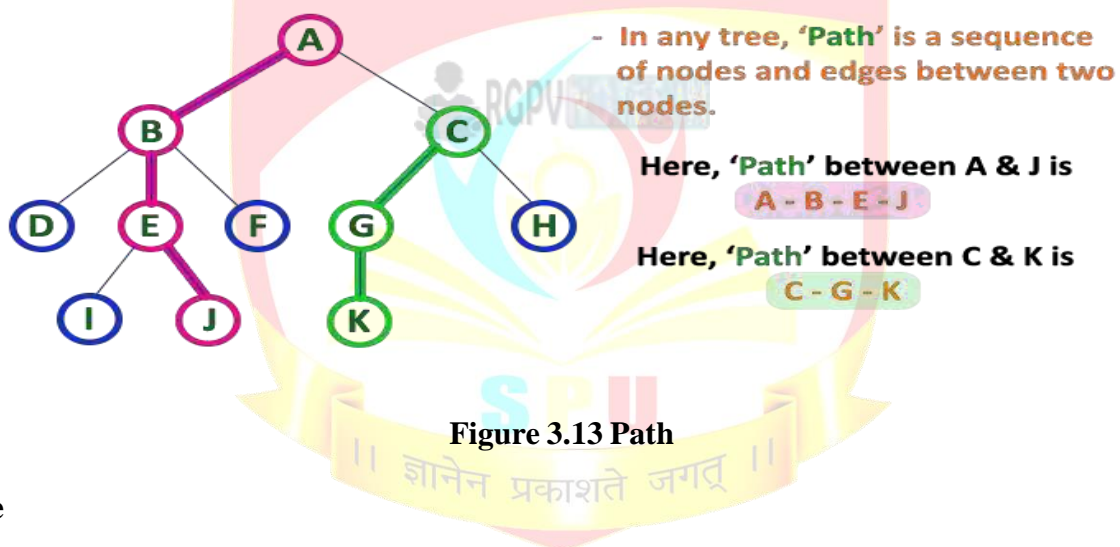 A
B
C
D
E
F
G
H
I
J
K
- In any tree, ‘Path’ is a sequence
of nodes and edges between two
nodes.
Here, ‘Path’ between A & J is
A - B - E - J
Here, ‘Path’ between C & K is
C - G - K
RGPV
SPU
Figure 3.13 Path
|| ज्ञानेन प्रकाशते जगत् ||
e